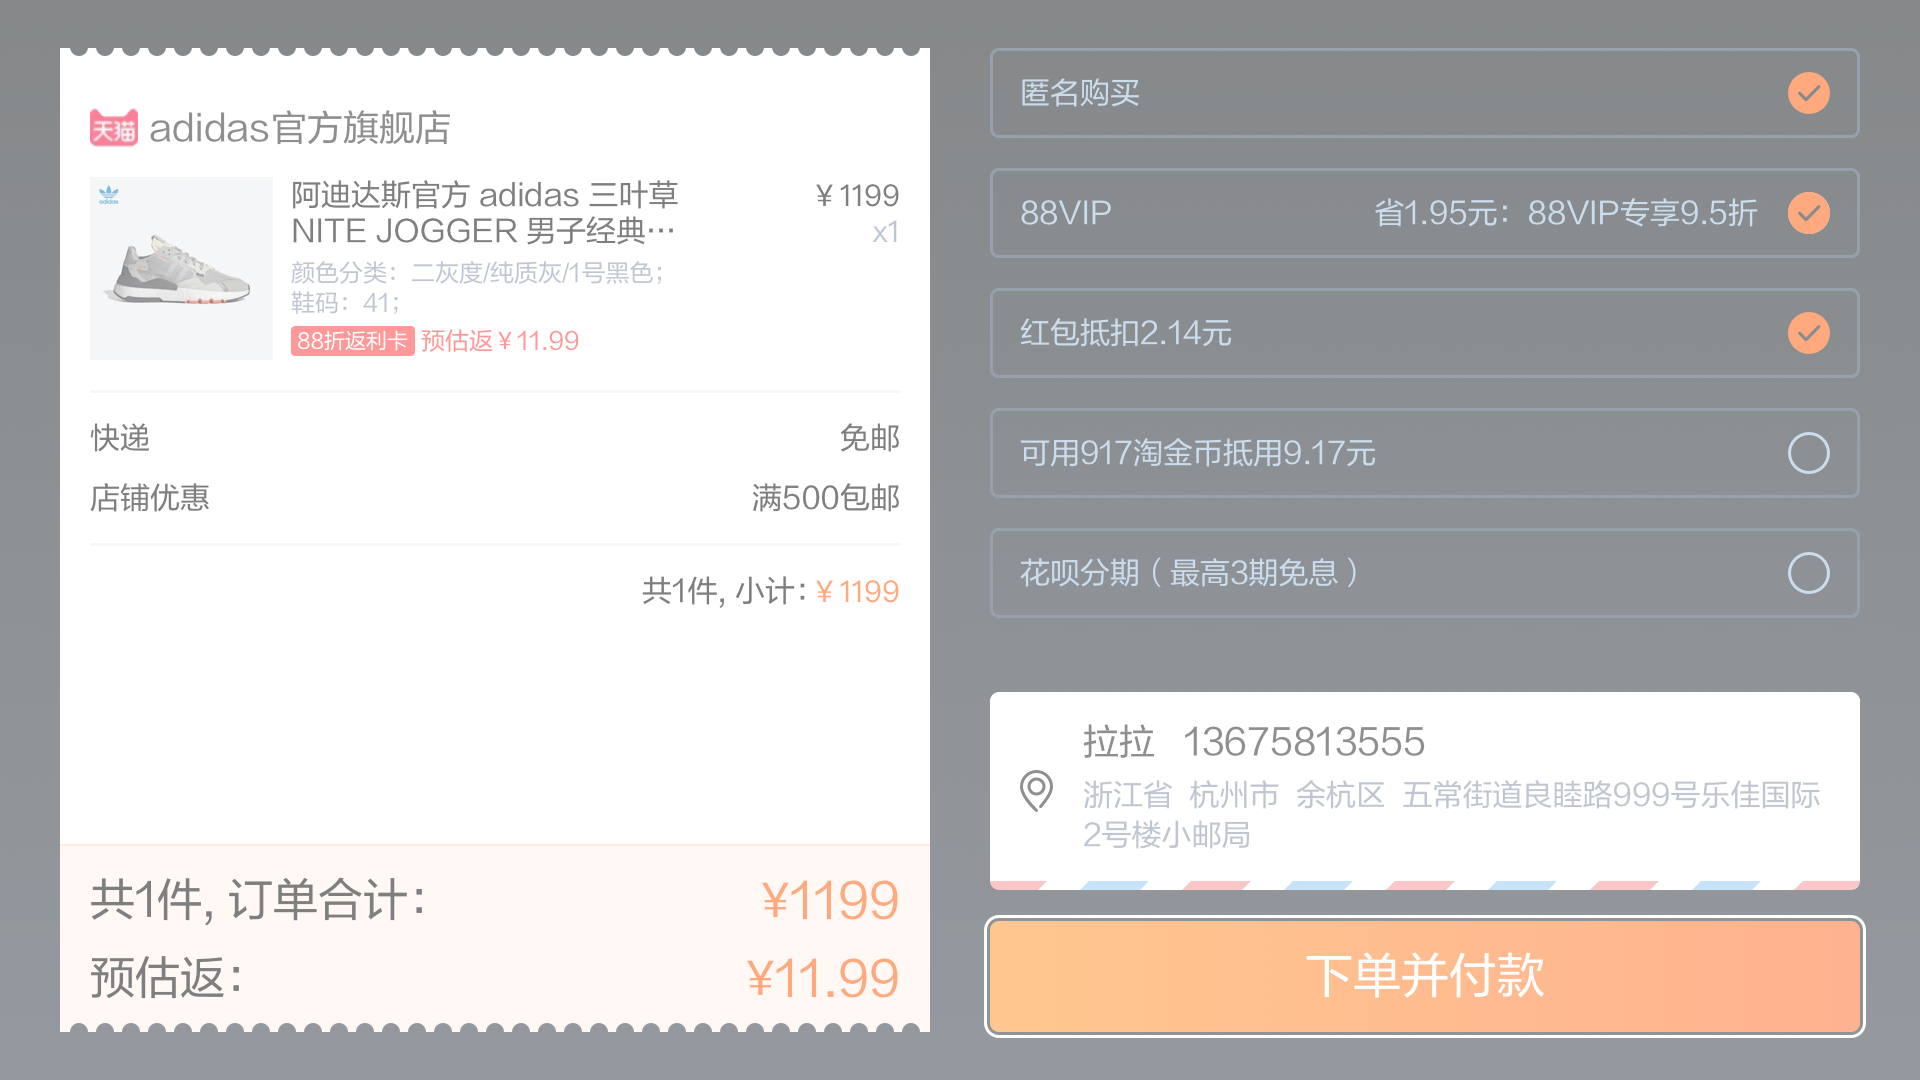 天猫 adidas官方旗舰店
adidas
阿迪达斯官方 adidas 三叶草
NITE JOGGER 男子经典…
¥ 1199
x1
颜色分类：二灰度/纯质灰/1号黑色；
鞋码：41；
88折返利卡 预估返 ¥ 11.99
快递 免邮
店铺优惠 满500包邮
共1件, 小计：¥ 1199
共1件, 订单合计： ¥1199
预估返： ¥11.99
匿名购买
88VIP 省1.95元：88VIP专享9.5折
红包抵扣2.14元
可用917淘金币抵用9.17元
花呗分期（最高3期免息）
拉拉 13675813555
浙江省 杭州市 余杭区 五常街道良睦路999号乐佳国际
2号楼小邮局
下单并付款